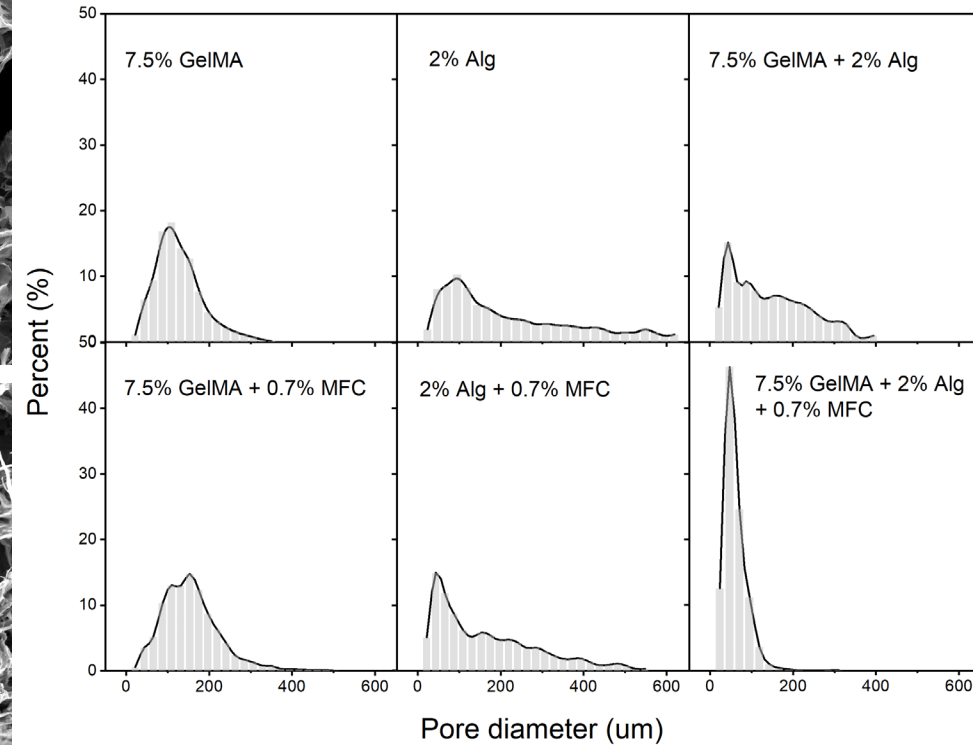 50
40
30
20
10
50
7.5% GelMA
2% Alg
7.5% GelMA + 2% Alg
Percent (%)
40
30
20
10
0
7.5% GelMA + 0.7% MFC
2% Alg + 0.7% MFC
7.5% GelMA + 2% Alg
+ 0.7% MFC
0 200 400 600
0 200 400 600
0 200 400 600
Pore diameter (um)